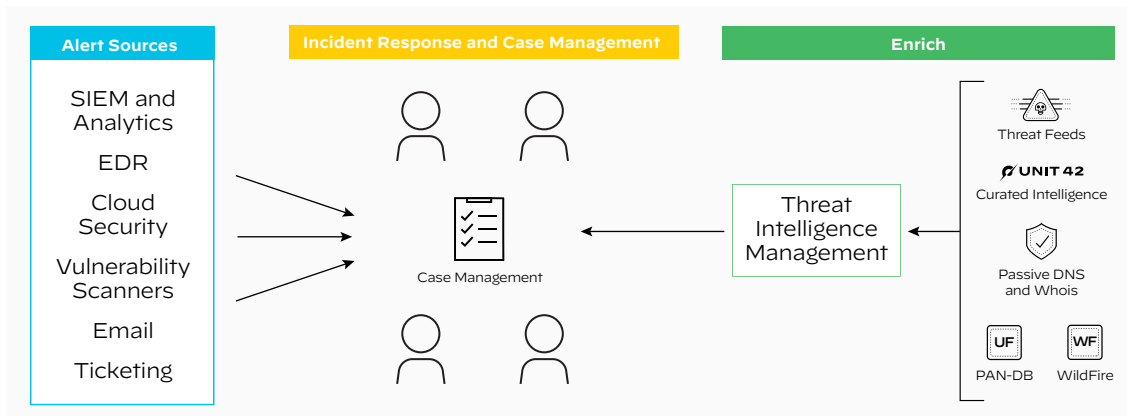 Alert Sources
SIEM and
Analytics
EDR
Cloud
Security
Vulnerability
Scanners
Email
Ticketing
Incident Response and Case Management
Case Management
Enrich
Threat
Intelligence
Management
Threat Feeds
UNIT 42
Curated Intelligence
Passive DNS
and Whois
UF
PAN-DB
WF
WildFire